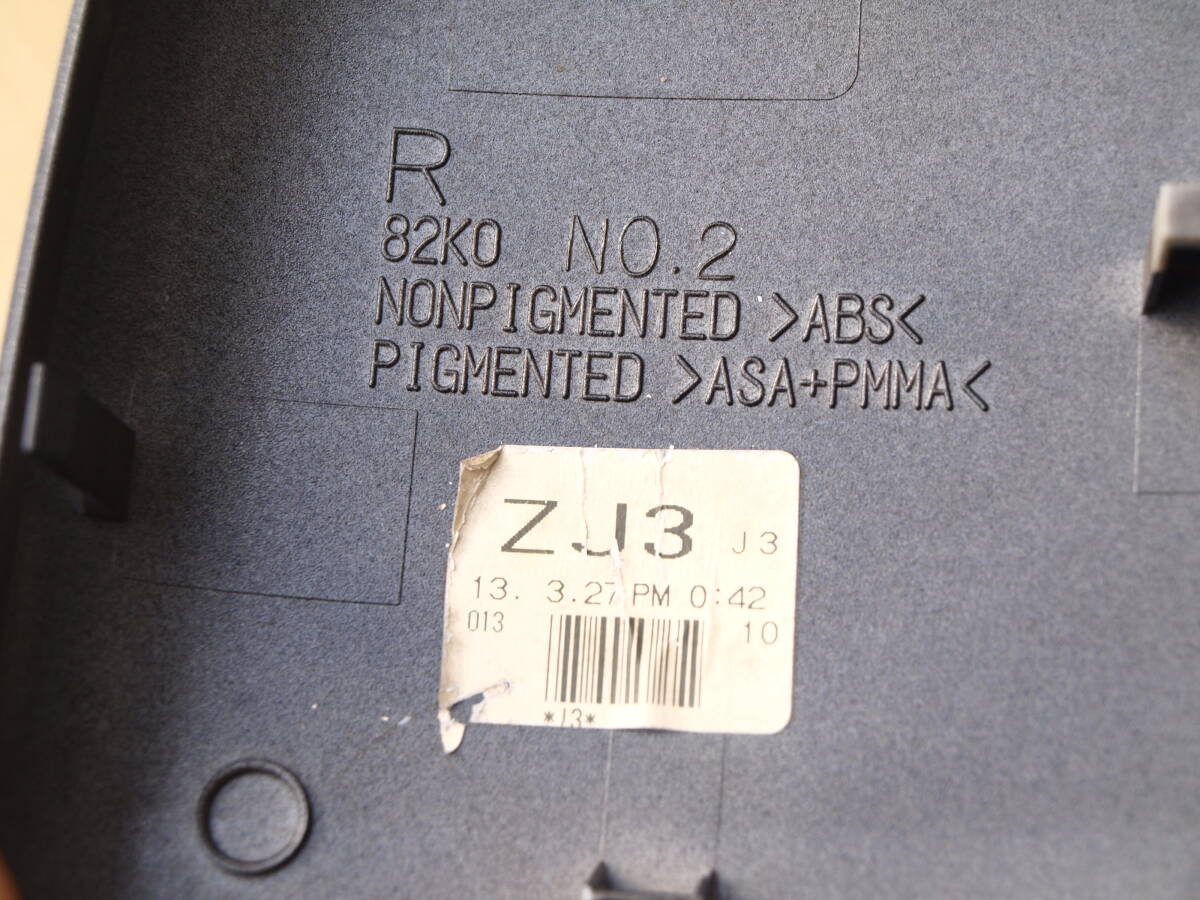 R
82K0 NO.2
NONPIGMENTED >ABS<
PIGMENTED >ASA+PMMA<
ZJ3 J3
13. 3.27 PM 0:42
013 10
*J3*